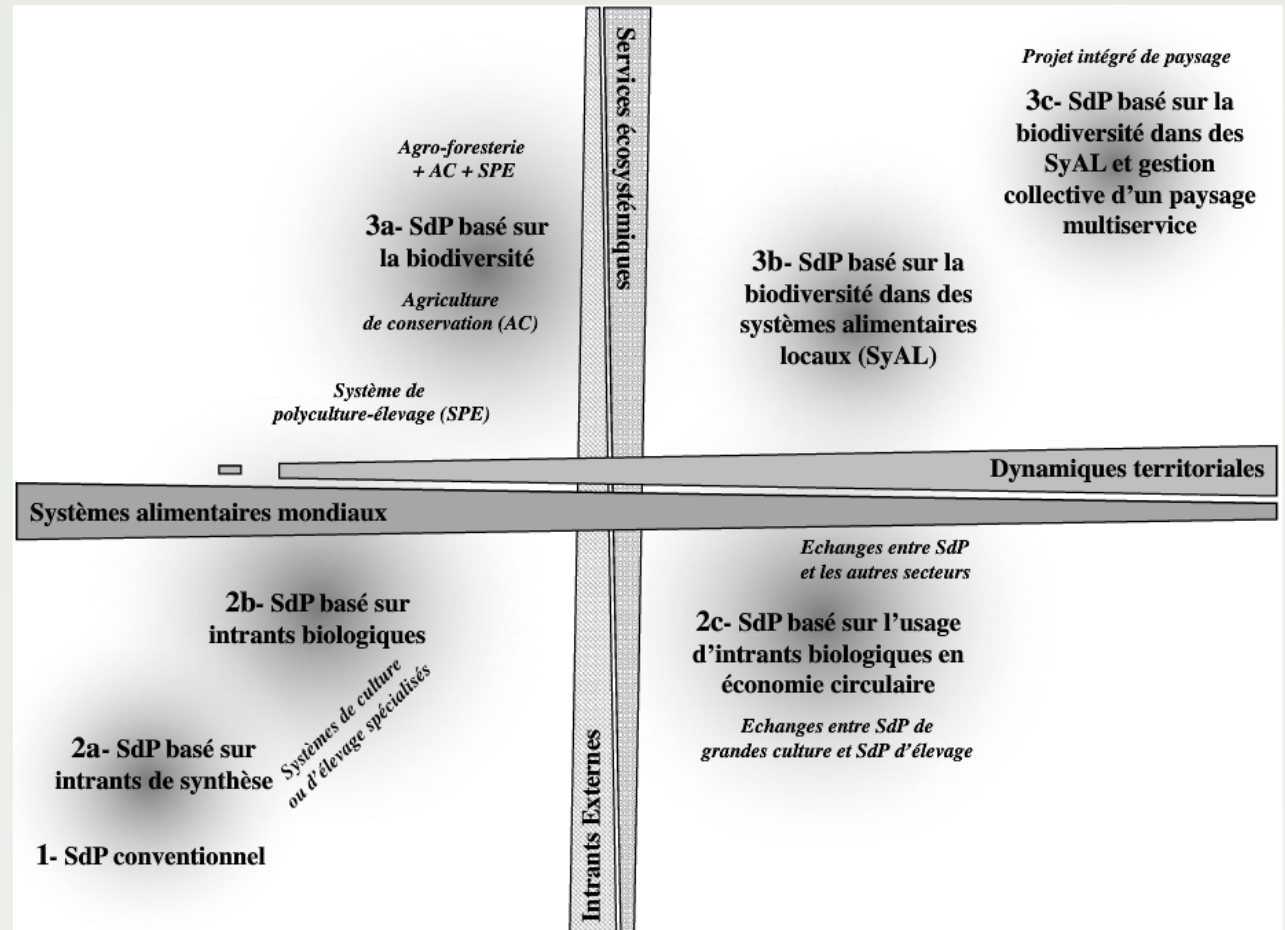 Projet intégré de paysage
3c- SdP basé sur la
biodiversité dans des
SyAL et gestion
collective d'un paysage
multiservice
Services écosystémiques
Agro-foresterie
+ AC + SPE
3a- SdP basé sur
la biodiversité
Agriculture
de conservation (AC)
Système de
polyculture-élevage (SPE)
3b- SdP basé sur la
biodiversité dans des
systèmes alimentaires
locaux (SyAL)
Dynamiques territoriales
Systèmes alimentaires mondiaux
2b- SdP basé sur
intrants biologiques
Systèmes de culture
ou d'élevage spécialisés
2a- SdP basé sur
intrants de synthèse
1- SdP conventionnel
Intrants Externes
Echanges entre SdP
et les autres secteurs
2c- SdP basé sur l'usage
d'intrants biologiques en
économie circulaire
Echanges entre SdP de
grandes culture et SdP d'élevage